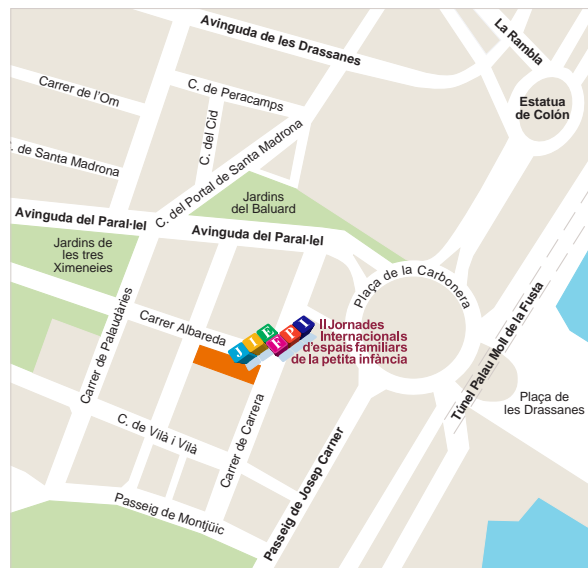 Avinguda de les Drassanes
La Rambla
Carrer de l'Om
C. de Peracamps
Estatua
de Colón
C. del Cid
C. de Santa Madrona
C. del Portal de Santa Madrona
Jardins
del Baluard
Avinguda del Paral·lel
Avinguda del Paral·lel
Jardins de
les tres
Ximeneies
Plaça de la Carbonera
Túnel Palau Moll de la Fusta
Carrer Albareda
JIE
FPI
II Jornades
Internacionals
d'espais familiars
de la petita infància
Carrer de Palaudàries
Plaça de
les Drassanes
C. de Vilà i Vilà
Carrer de Carrera
Passeig de Josep Carner
Passeig de Montjüic